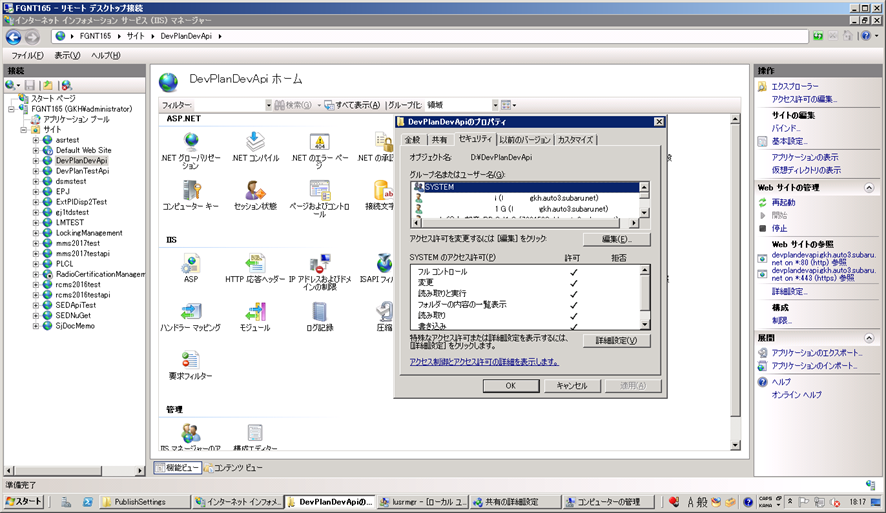 FGNT165 - リモート デスクトップ接続
インターネット インフォメーション サービス (IIS) マネージャー
FGNT165 ▸ サイト ▸ DevPlanDevApi ▸
ファイル(F) 表示(V) ヘルプ(H)
接続
スタート ページ
FGNT165 (GKH¥administrator)
アプリケーション プール
サイト
asrtest
Default Web Site
DevPlanDevApi
DevPlanTestApi
dsmstest
EPJ
ExtPIDisp2Test
gj1tdstest
LMTEST
LockingManagement
mms2017test
mms2017testapi
PLCL
RadioCertificationManagem
rcms2016test
rcms2016testapi
SEDApiTest
SEDNuGet
SjDocMemo
DevPlanDevApi ホーム
フィルター: 検索(G) すべて表示(A) グループ化: 領域
ASP.NET
.NET グローバリゼーション
.NET コンパイル
.NET のエラー ページ
.NET の承認
コンピューター キー
セッション状態
ページおよびコントロール
接続文字
IIS
ASP
HTTP 応答ヘッダー
IP アドレスおよびドメインの制限
ISAPI フィ
ハンドラー マッピング
モジュール
ログ記録
圧縮
要求フィルター
管理
IIS マネージャーのア
構成エディター
機能ビュー コンテンツ ビュー
DevPlanDevApiのプロパティ
全般 共有 セキュリティ 以前のバージョン カスタマイズ
オブジェクト名: D:¥DevPlanDevApi
グループ名またはユーザー名(G):
SYSTEM
i (i gkh.auto3.subaru.net)
1 G (i gkh.auto3.subaru.net)
アクセス許可を変更するには [編集] をクリック: 編集(E)...
SYSTEM のアクセス許可(P) 許可 拒否
フル コントロール
変更
読み取りと実行
フォルダーの内容の一覧表示
読み取り
書き込み
特殊なアクセス許可または詳細設定を表示するには、[詳細設定] をクリックします。
詳細設定(V)
アクセス制御とアクセス許可の詳細を表示します。
OK キャンセル 適用(A)
操作
エクスプローラー
アクセス許可の編集...
サイトの編集
バインド...
基本設定...
アプリケーションの表示
仮想ディレクトリの表示
Web サイトの管理
再起動
開始
停止
Web サイトの参照
devplandevapi.gkh.auto3.subaru.net on *:80 (http) 参照
devplandevapi.gkh.auto3.subaru.net on *:443 (https) 参照
詳細設定...
構成
制限...
展開
アプリケーションのエクスポート...
アプリケーションのインポート...
ヘルプ
オンライン ヘルプ
準備完了
スタート PublishSettings インターネット インフォメ... DevPlanDevApiの... lusrmgr - [ローカル ユ... 共有の詳細設定 コンピューターの管理 A 般 CAPS KANA 18:17